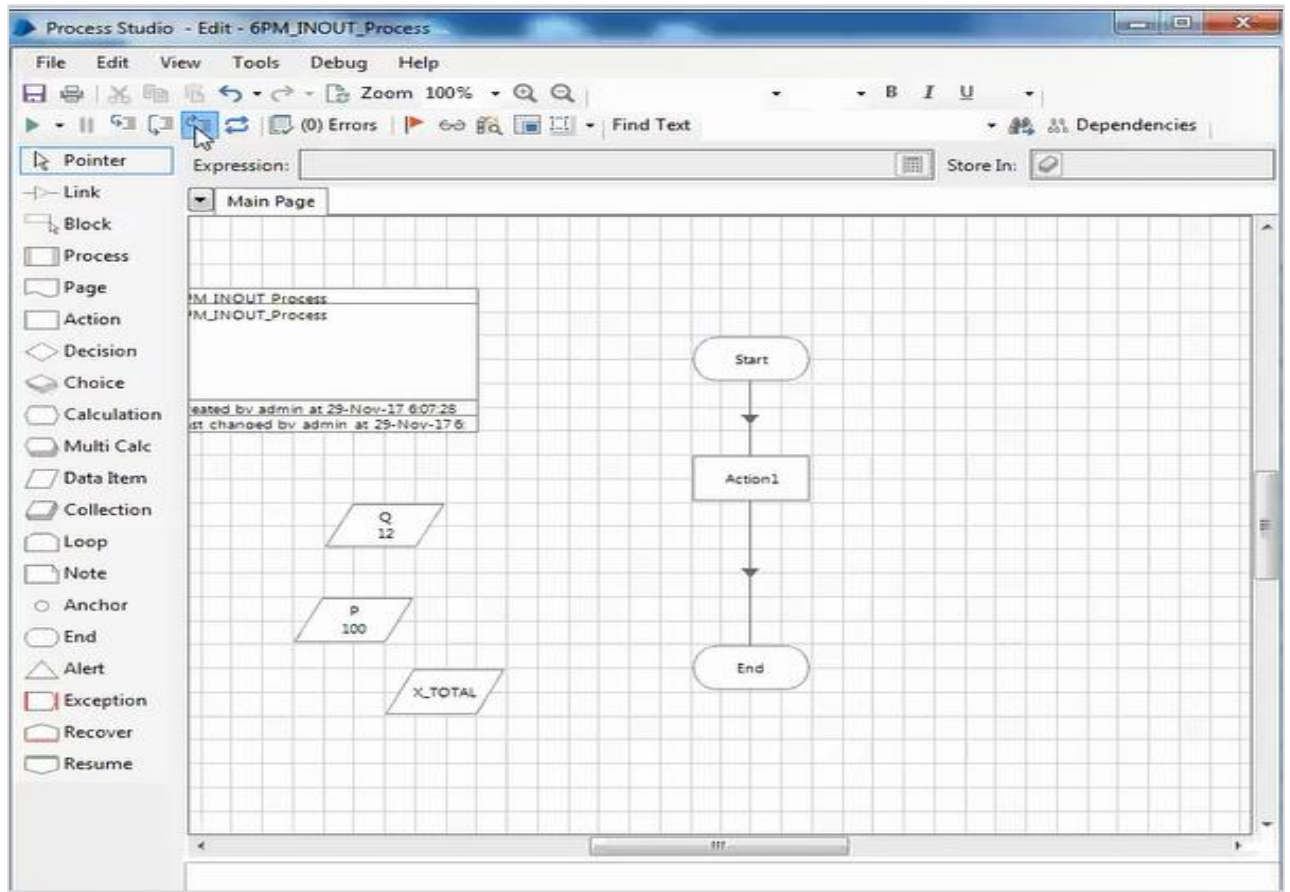 Process Studio - Edit - 6PM_INOUT_Process
File Edit View Tools Debug Help
Zoom 100% B I U
(0) Errors Find Text Dependencies
Pointer
Expression: Store In:
Link
Main Page
Block
Process
Page
PM_INOUT_Process
Action
PM_INOUT_Process
Decision
Start
Choice
Calculation
eated by admin at 29-Nov-17 6:07:28
st changed by admin at 29-Nov-17 6:
Multi Calc
Data Item
Action1
Collection
Q
12
Loop
Note
Anchor
P
100
End
Alert
End
Exception
X_TOTAL
Recover
Resume